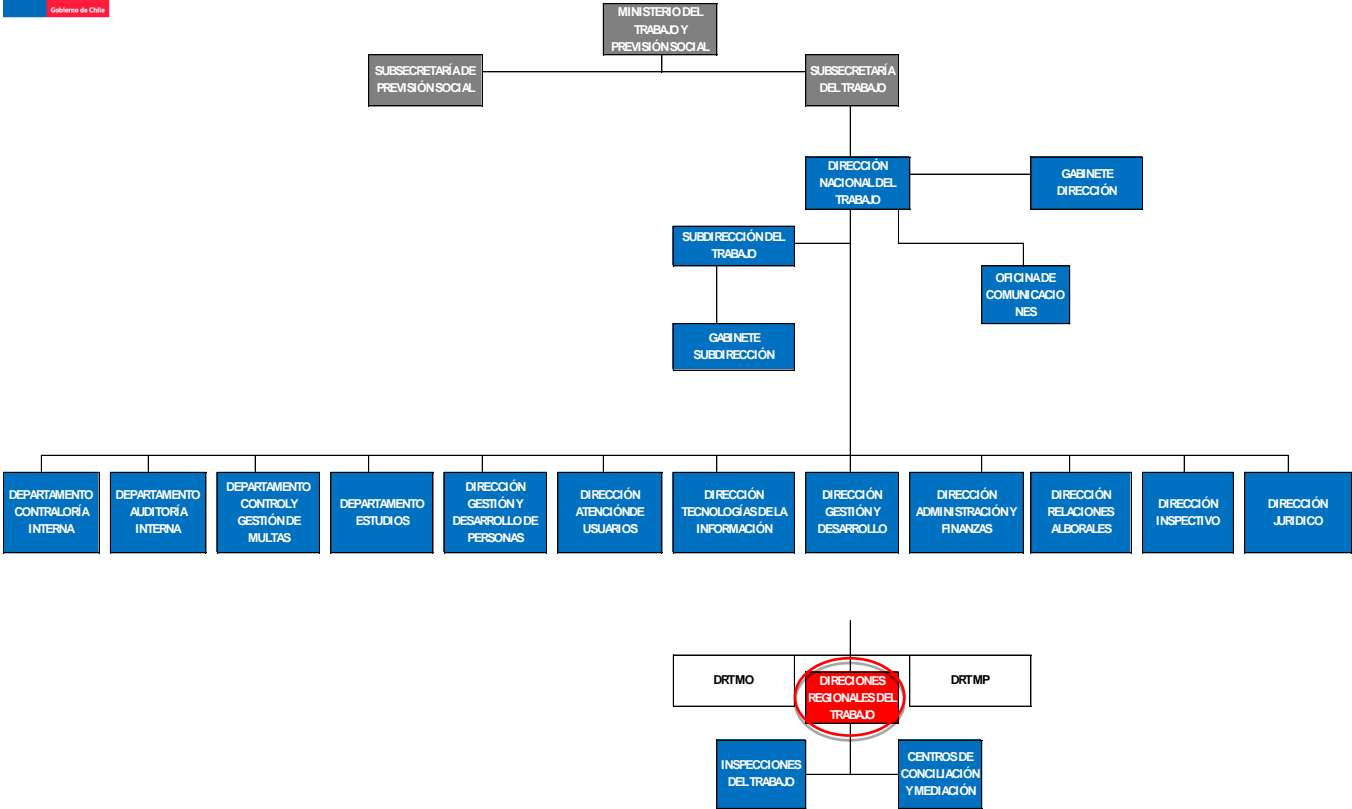 Gobierno de Chile
MINISTERIO DEL
TRABAJO Y
PREVISIÓN SOCIAL
SUBSECRETARÍA DE
PREVISIÓN SOCIAL
SUBSECRETARÍA
DEL TRABAJO
DIRECCIÓN
NACIONAL DEL
TRABAJO
GABINETE
DIRECCIÓN
SUBDIRECCIÓN DEL
TRABAJO
OFICINA DE
COMUNICACIO
NES
GABINETE
SUBDIRECCIÓN
DEPARTAMENTO
CONTRALORÍA
INTERNA
DEPARTAMENTO
AUDITORÍA
INTERNA
DEPARTAMENTO
CONTROL Y
GESTIÓN DE
MULTAS
DEPARTAMENTO
ESTUDIOS
DIRECCIÓN
GESTIÓN Y
DESARROLLO DE
PERSONAS
DIRECCIÓN
ATENCIÓN DE
USUARIOS
DIRECCIÓN
TECNOLOGÍAS DE LA
INFORMACIÓN
DIRECCIÓN
GESTIÓN Y
DESARROLLO
DIRECCIÓN
ADMINISTRACIÓN Y
FINANZAS
DIRECCIÓN
RELACIONES
ALBORALES
DIRECCIÓN
INSPECTIVO
DIRECCIÓN
JURIDICO
DRTMO
DIRECIONES
REGIONALES DEL
TRABAJO
DRTMP
INSPECCIONES
DEL TRABAJO
CENTROS DE
CONCILIACIÓN
Y MEDIACIÓN